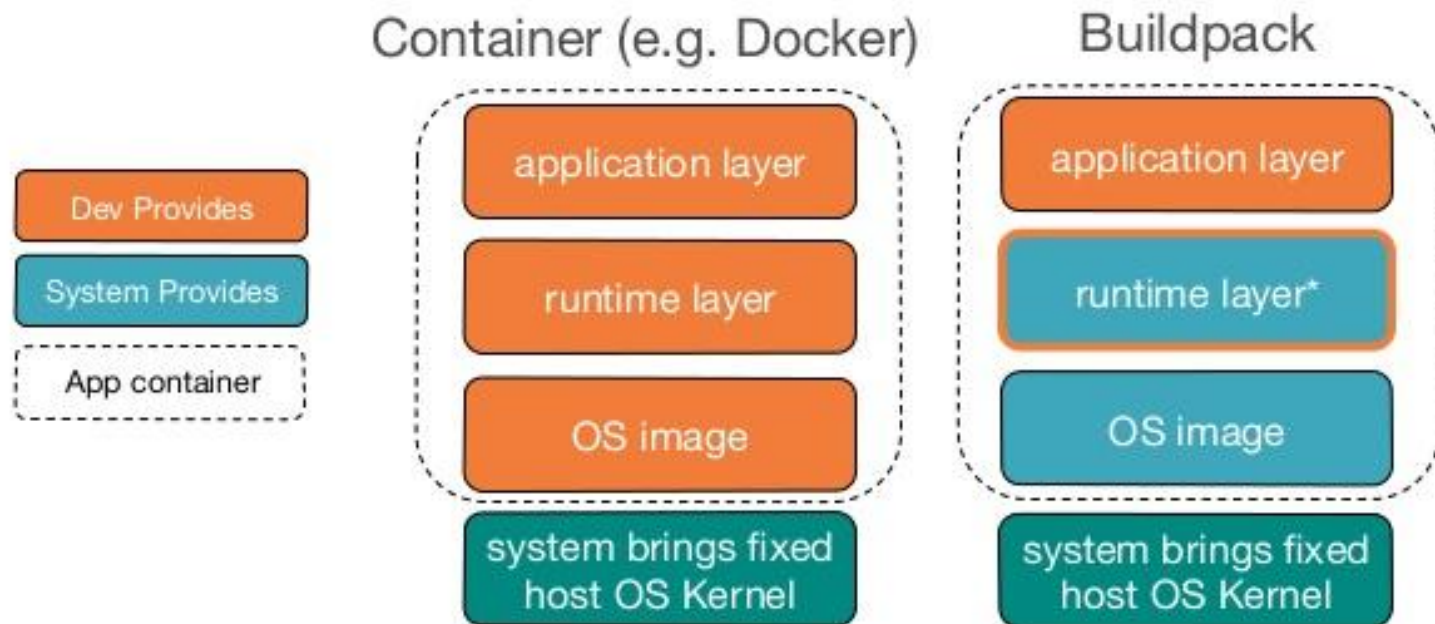 Container (e.g. Docker)
Buildpack
Dev Provides
System Provides
App container
application layer
runtime layer
OS image
system brings fixed
host OS Kernel
application layer
runtime layer*
OS image
system brings fixed
host OS Kernel